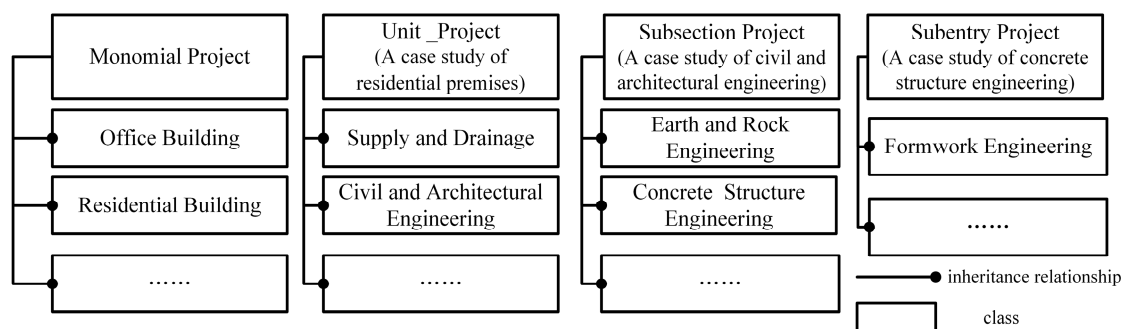 Monomial Project
Office Building
Residential Building
......
Unit _Project
(A case study of
residential premises)
Supply and Drainage
Civil and Architectural
Engineering
......
Subsection Project
(A case study of civil and
architectural engineering)
Earth and Rock
Engineering
Concrete Structure
Engineering
......
Subentry Project
(A case study of concrete
structure engineering)
Formwork Engineering
......
inheritance relationship
class